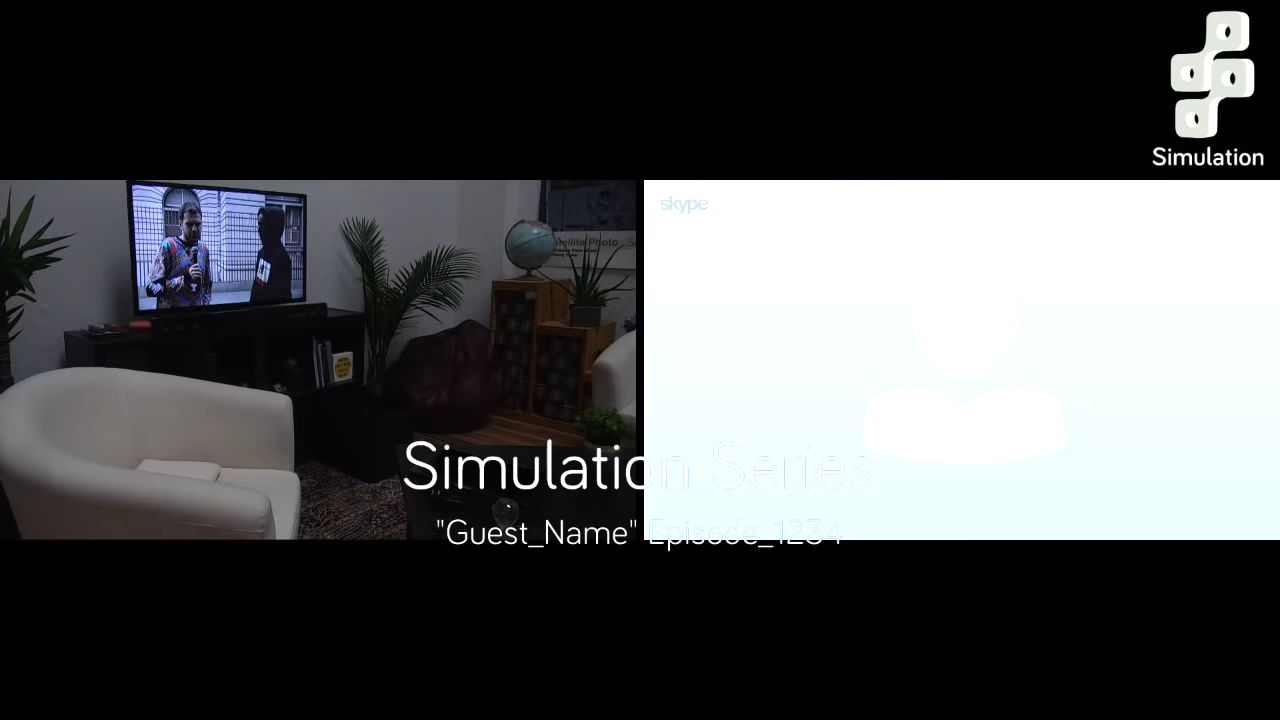 Simulation
skype
Simulation Series
"Guest_Name" Episode_1234